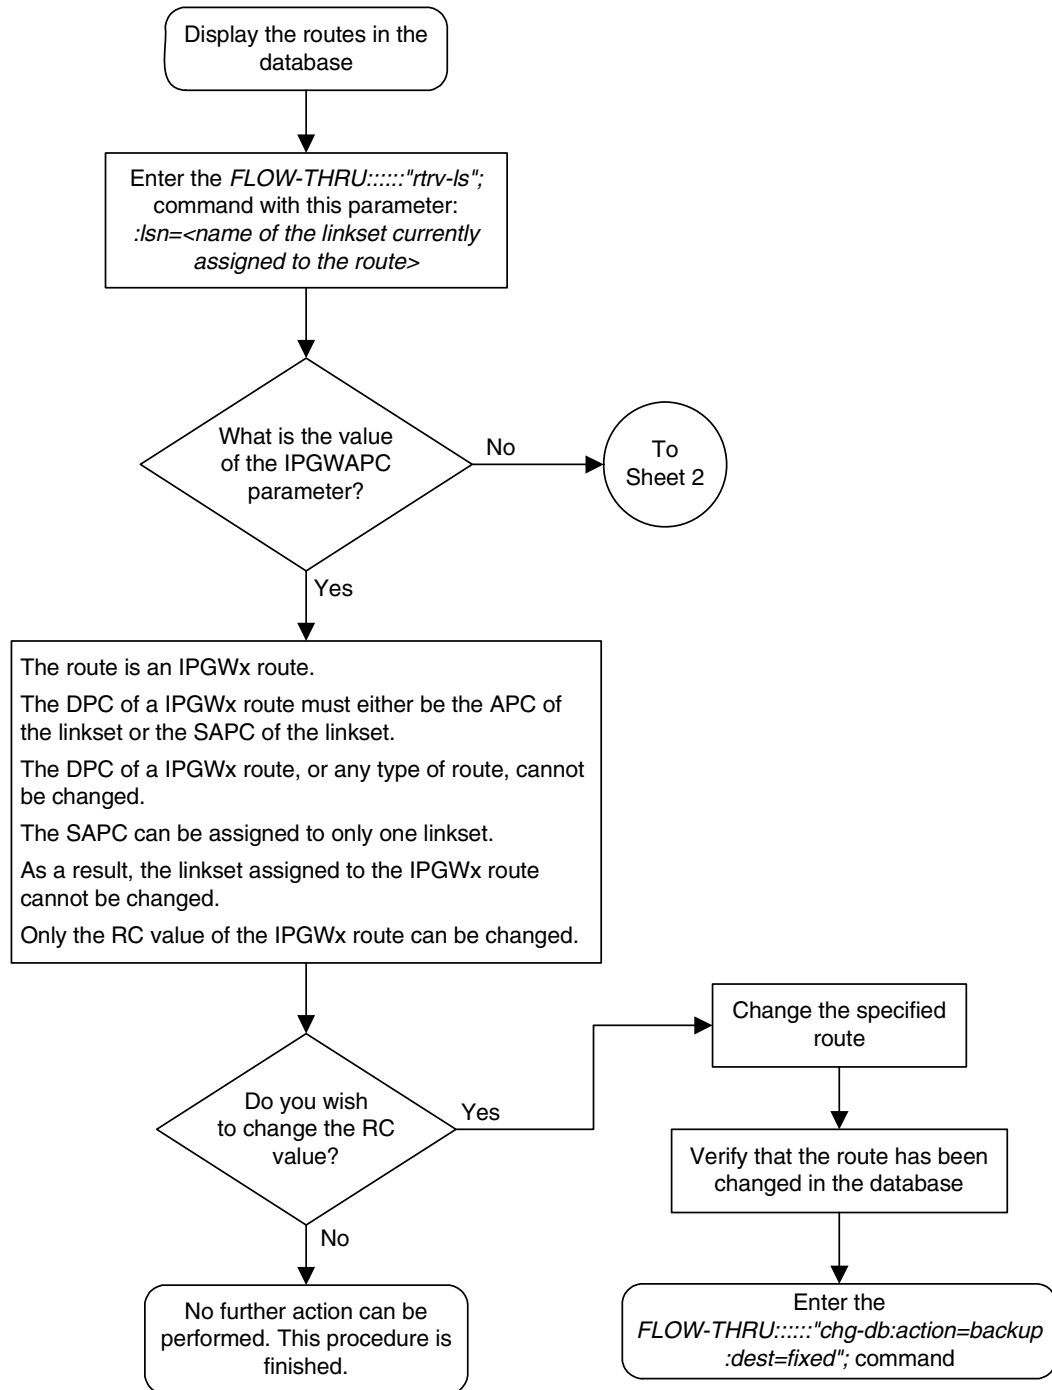 Display the routes in the
database
Enter the FLOW-THRU::::::"rtrv-ls";
command with this parameter:
:lsn=<name of the linkset currently
assigned to the route>
What is the value
of the IPGWAPC
parameter?
No
To
Sheet 2
Yes
The route is an IPGWx route.
The DPC of a IPGWx route must either be the APC of
the linkset or the SAPC of the linkset.
The DPC of a IPGWx route, or any type of route, cannot
be changed.
The SAPC can be assigned to only one linkset.
As a result, the linkset assigned to the IPGWx route
cannot be changed.
Only the RC value of the IPGWx route can be changed.
Do you wish
to change the RC
value?
Yes
Change the specified
route
Verify that the route has been
changed in the database
Enter the
FLOW-THRU::::::"chg-db:action=backup
:dest=fixed"; command
No
No further action can be
performed. This procedure is
finished.